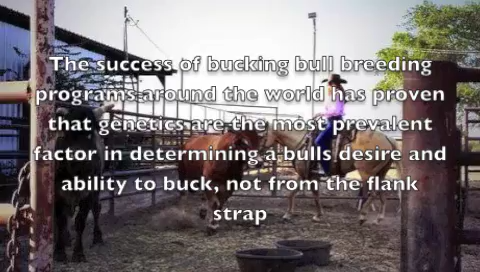 The success of bucking bull breeding
programs around the world has proven
that genetics are the most prevalent
factor in determining a bulls desire and
ability to buck, not from the flank
strap